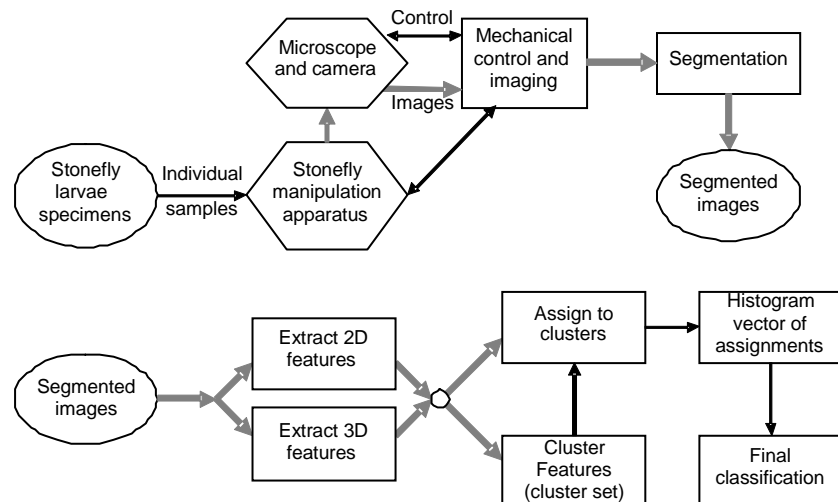 Control
Microscope
and camera
Images
Mechanical
control and
imaging
Segmentation
Stonefly
larvae
specimens
Individual
samples
Stonefly
manipulation
apparatus
Segmented
images
Segmented
images
Extract 2D
features
Extract 3D
features
Assign to
clusters
Cluster
Features
(cluster set)
Histogram
vector of
assignments
Final
classification